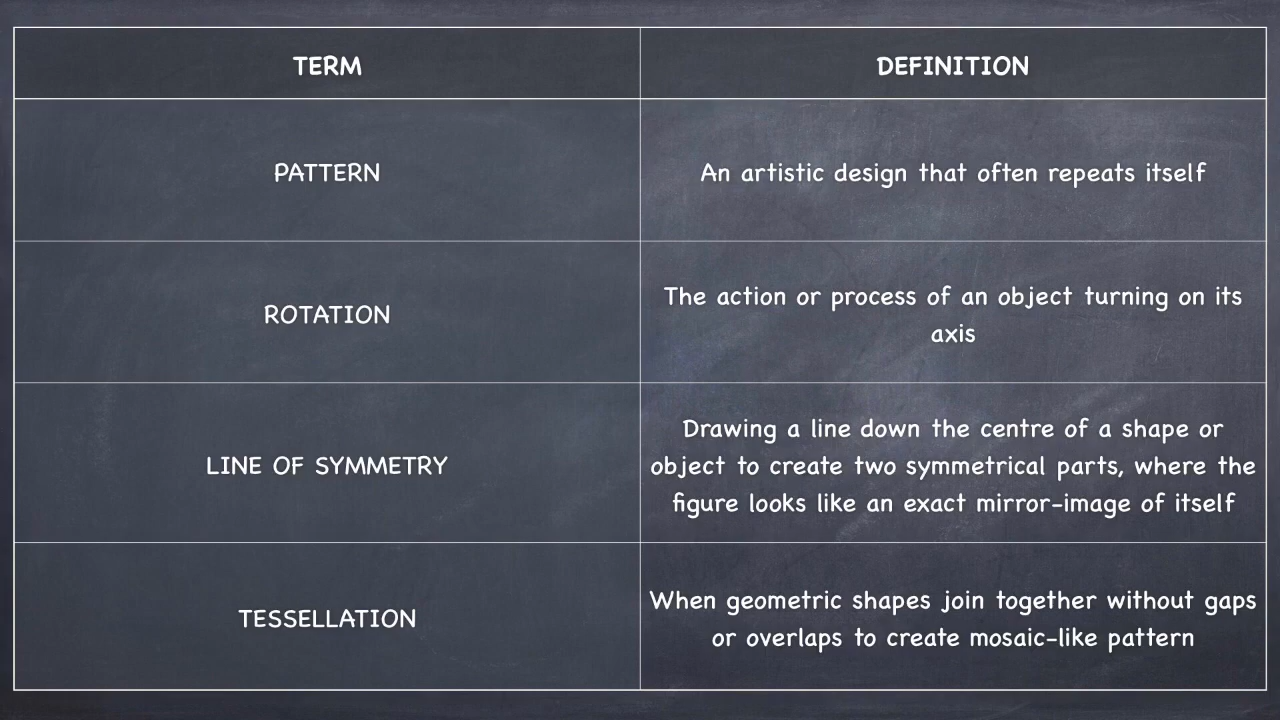 TERM
DEFINITION
PATTERN
An artistic design that often repeats itself
ROTATION
The action or process of an object turning on its
axis
LINE OF SYMMETRY
Drawing a line down the centre of a shape or
object to create two symmetrical parts, where the
figure looks like an exact mirror-image of itself
TESSELLATION
When geometric shapes join together without gaps
or overlaps to create mosaic-like pattern